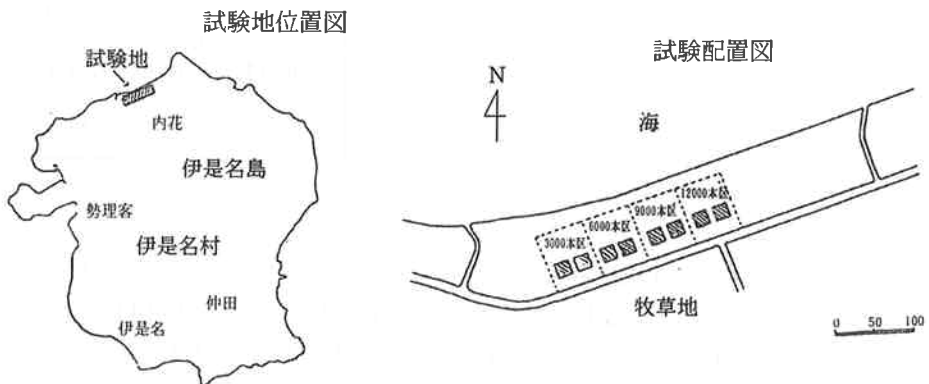 試験地位置図
試験地
内花
伊是名島
勢理客
伊是名村
仲田
伊是名
試験配置図
N
海
12000本区
9000本区
6000本区
3000本区
牧草地
0 50 100